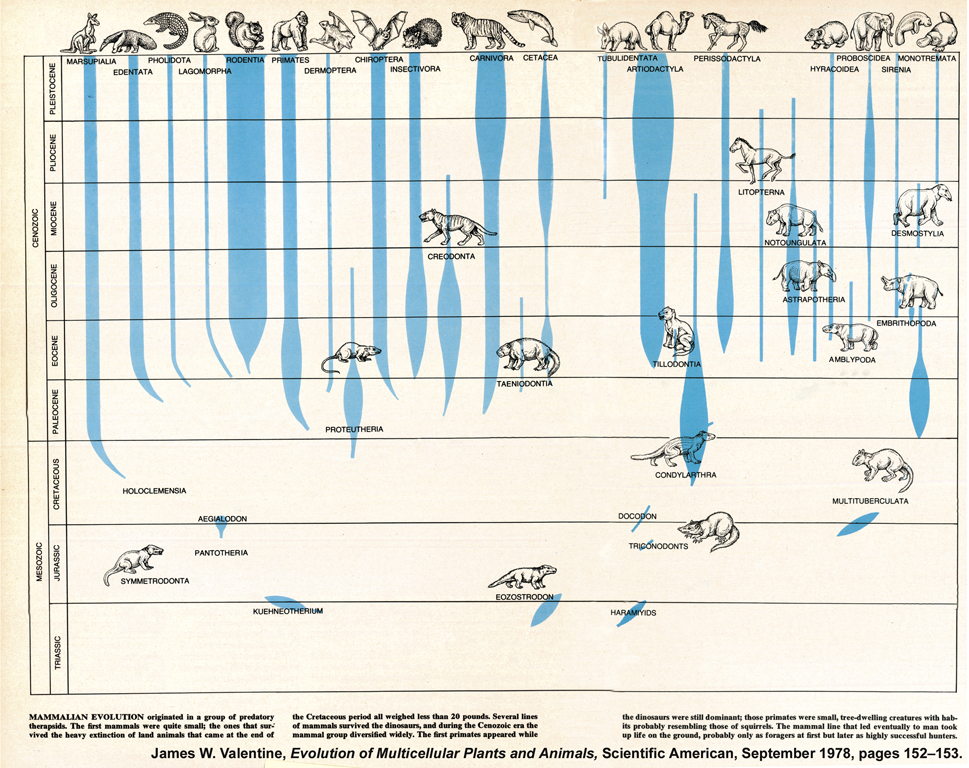 MARSUPIALIA
EDENTATA
PHOLIDOTA
LAGOMORPHA
RODENTIA
PRIMATES
DERMOPTERA
CHIROPTERA
INSECTIVORA
CARNIVORA
CETACEA
TUBULIDENTATA
ARTIODACTYLA
PERISSODACTYLA
HYRACOIDEA
PROBOSCIDEA
SIRENIA
MONOTREMATA
CENOZOIC
PLEISTOCENE
PLIOCENE
LITOPTERNA
MIOCENE
CREODONTA
NOTOUNGULATA
DESMOSTYLIA
OLIGOCENE
ASTRAPOTHERIA
EMBRITHOPODA
EOCENE
TAENIODONTIA
TILLODONTIA
AMBLYPODA
PALEOCENE
PROTEUTHERIA
MESOZOIC
CRETACEOUS
HOLOCLEMENSIA
AEGIALODON
CONDYLARTHRA
MULTITUBERCULATA
DOCODON
JURASSIC
PANTOTHERIA
SYMMETRODONTA
TRICONODONTS
EOZOSTRODON
TRIASSIC
KUEHNEOTHERIUM
HARAMIYIDS
MAMMALIAN EVOLUTION originated in a group of predatory
therapsids. The first mammals were quite small; the ones that sur-
vived the heavy extinction of land animals that came at the end of
the Cretaceous period all weighed less than 20 pounds. Several lines
of mammals survived the dinosaurs, and during the Cenozoic era the
mammal group diversified widely. The first primates appeared while
the dinosaurs were still dominant; those primates were small, tree-dwelling creatures with hab-
its probably resembling those of squirrels. The mammal line that led eventually to man took
up life on the ground, probably only as foragers at first but later as highly successful hunters.
James W. Valentine, Evolution of Multicellular Plants and Animals, Scientific American, September 1978, pages 152–153.